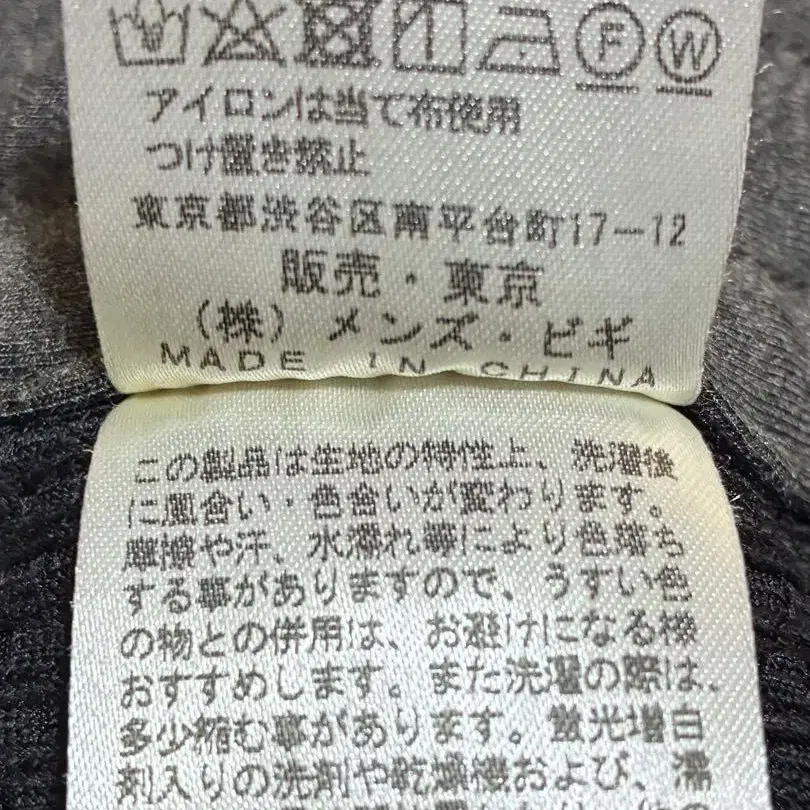 F W
アイロンは当て布使用
つけ置き禁止
東京都渋谷区南平台町17-12
販売・東京
(株)メンズ・ビギ
MADE IN CHINA
この製品は生地の特性上、洗濯後
に風合い・色合いが変わります。
摩擦や汗、水濡れ等により色落ち
する事がありますので、うすい色
の物との併用は、お避けになる様
おすすめします。また洗濯の際は、
多少縮む事があります。蛍光増白
剤入りの洗剤や乾燥機および、濡